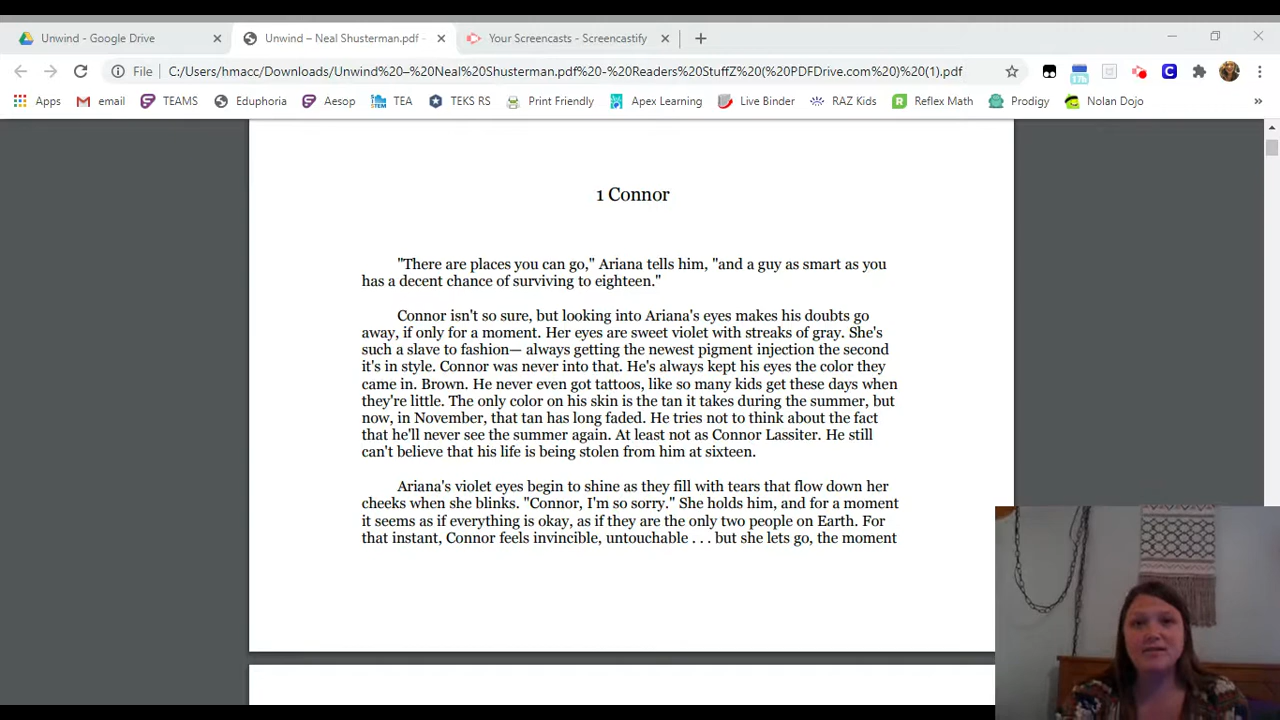 Unwind - Google Drive
Unwind – Neal Shusterman.pdf -
Your Screencasts - Screencastify
File
C:/Users/hmacc/Downloads/Unwind%20–%20Neal%20Shusterman.pdf%20-%20Readers%20StuffZ%20(%20PDFDrive.com%20)%20(1).pdf
Apps
email
TEAMS
Eduphoria
Aesop
TEA
TEKS RS
Print Friendly
Apex Learning
Live Binder
RAZ Kids
Reflex Math
Prodigy
Nolan Dojo
»
1 Connor
"There are places you can go," Ariana tells him, "and a guy as smart as you
has a decent chance of surviving to eighteen."
Connor isn't so sure, but looking into Ariana's eyes makes his doubts go
away, if only for a moment. Her eyes are sweet violet with streaks of gray. She's
such a slave to fashion— always getting the newest pigment injection the second
it's in style. Connor was never into that. He's always kept his eyes the color they
came in. Brown. He never even got tattoos, like so many kids get these days when
they're little. The only color on his skin is the tan it takes during the summer, but
now, in November, that tan has long faded. He tries not to think about the fact
that he'll never see the summer again. At least not as Connor Lassiter. He still
can't believe that his life is being stolen from him at sixteen.
Ariana's violet eyes begin to shine as they fill with tears that flow down her
cheeks when she blinks. "Connor, I'm so sorry." She holds him, and for a moment
it seems as if everything is okay, as if they are the only two people on Earth. For
that instant, Connor feels invincible, untouchable . . . but she lets go, the moment